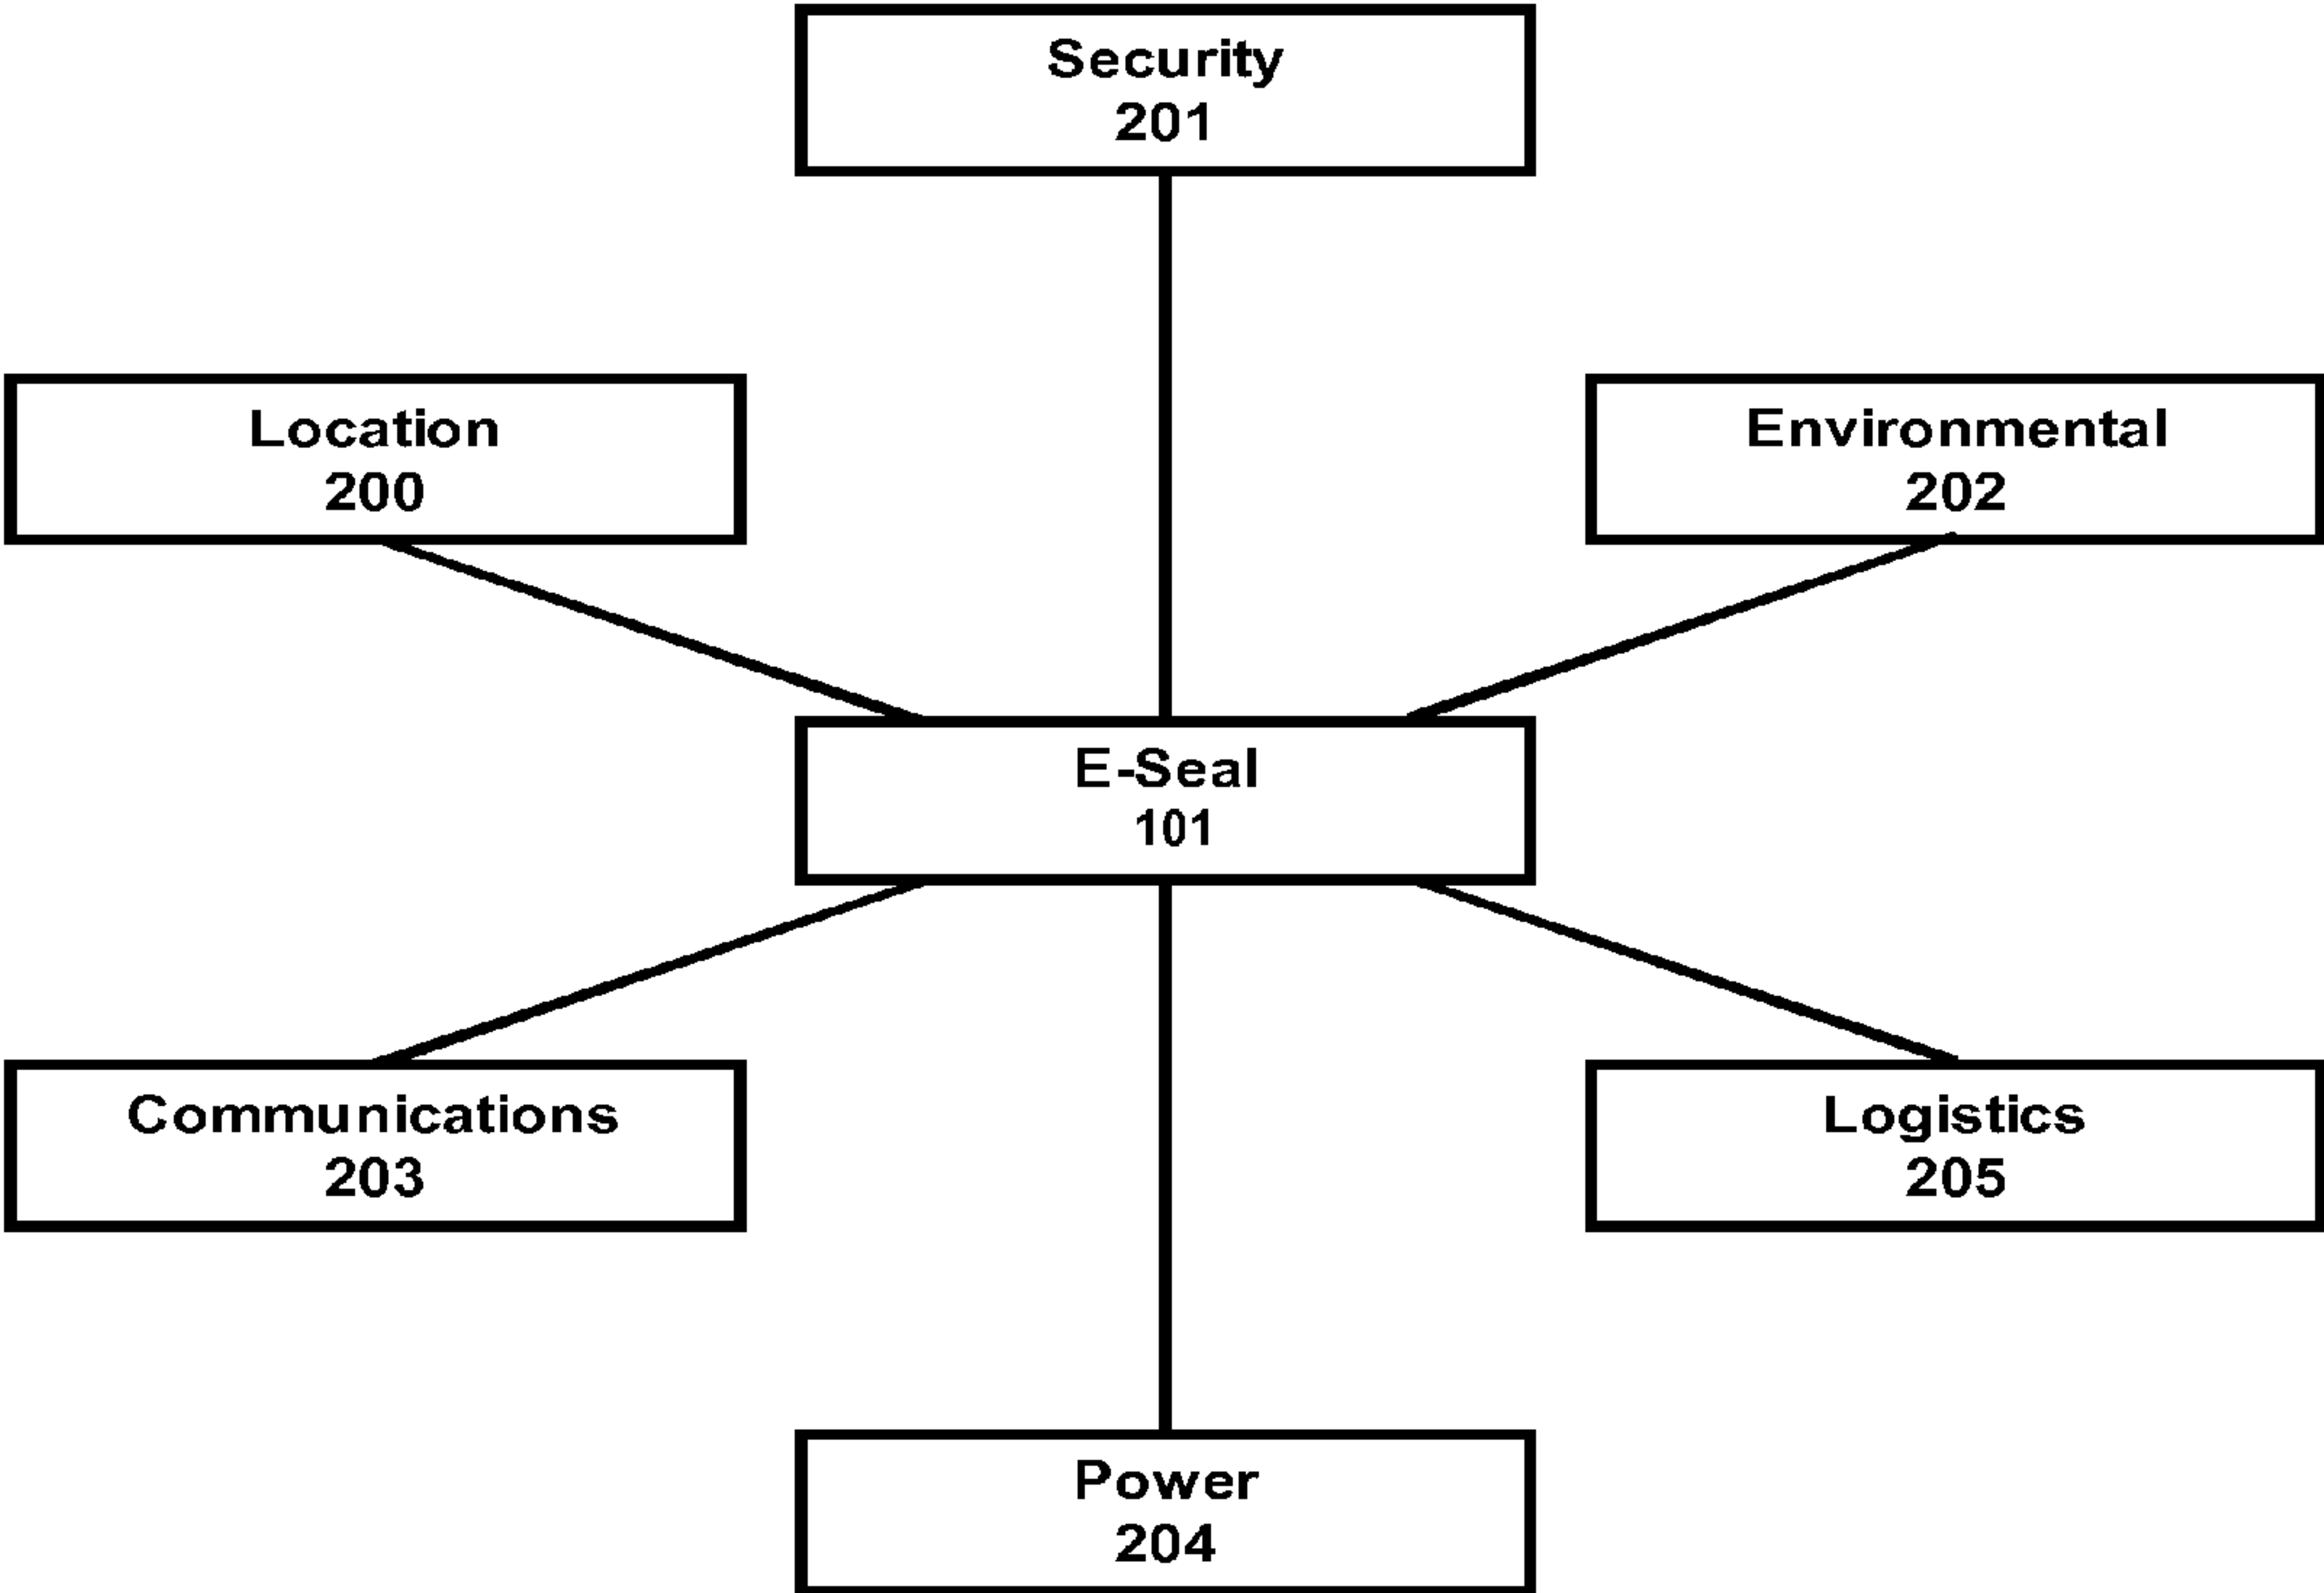 Security
201
Location
200
Environmental
202
E-Seal
101
Communications
203
Logistics
205
Power
204